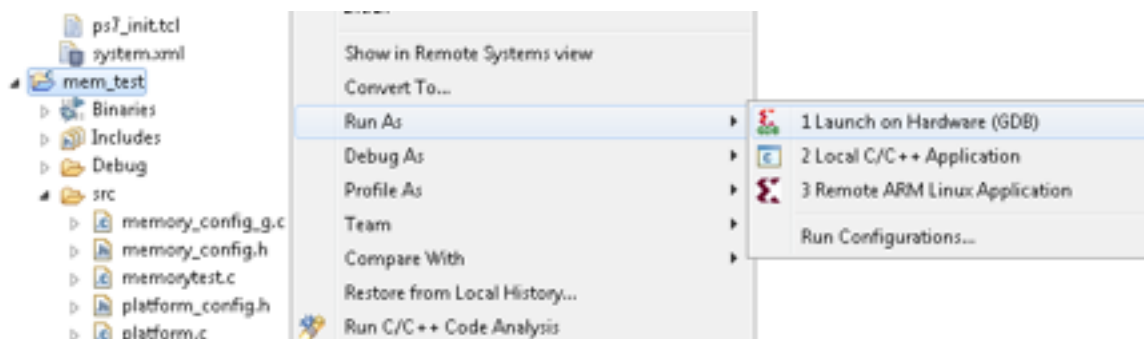 ps7_init.tcl
system.xml
mem_test
Binaries
Includes
Debug
src
memory_config_g.c
memory_config.h
memorytest.c
platform_config.h
platform.c
Show in Remote Systems view
Convert To...
Run As
Debug As
Profile As
Team
Compare With
Restore from Local History...
Run C/C++ Code Analysis
1 Launch on Hardware (GDB)
2 Local C/C++ Application
3 Remote ARM Linux Application
Run Configurations...